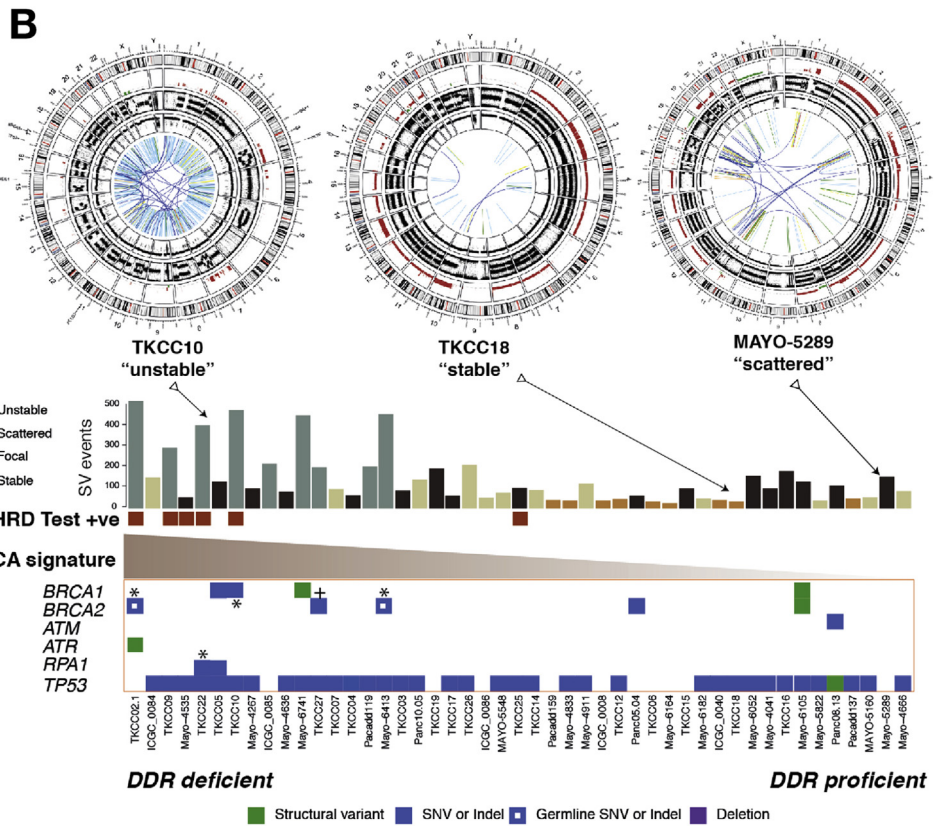 B
TKCC10
"unstable"
TKCC18
"stable"
MAYO-5289
"scattered"
Unstable
Scattered
Focal
Stable
SV events
500
400
300
200
100
0
HRD Test +ve
CA signature
BRCA1
BRCA2
ATM
ATR
RPA1
TP53
* + *
*
*
TKCC02.1
ICGC_0084
TKCC09
Mayo-4535
TKCC22
TKCC05
TKCC10
Mayo-4257
ICGC_0085
Mayo-4636
Mayo-6741
TKCC27
TKCC07
TKCC04
Pacadd119
Mayo-6413
TKCC03
Panc10.05
TKCC19
TKCC17
TKCC26
ICGC_0086
MAYO-5548
TKCC25
TKCC14
Pacadd159
Mayo-4833
Mayo-4911
ICGC_0008
TKCC12
Panc05.04
TKCC06
Mayo-6164
TKCC15
Mayo-6182
ICGC_0040
TKCC18
Mayo-6052
Mayo-4041
TKCC16
Mayo-6105
Mayo-5822
Panc08.13
Pacadd137
MAYO-5160
Mayo-5289
Mayo-4666
DDR deficient
DDR proficient
Structural variant
SNV or Indel
Germline SNV or Indel
Deletion